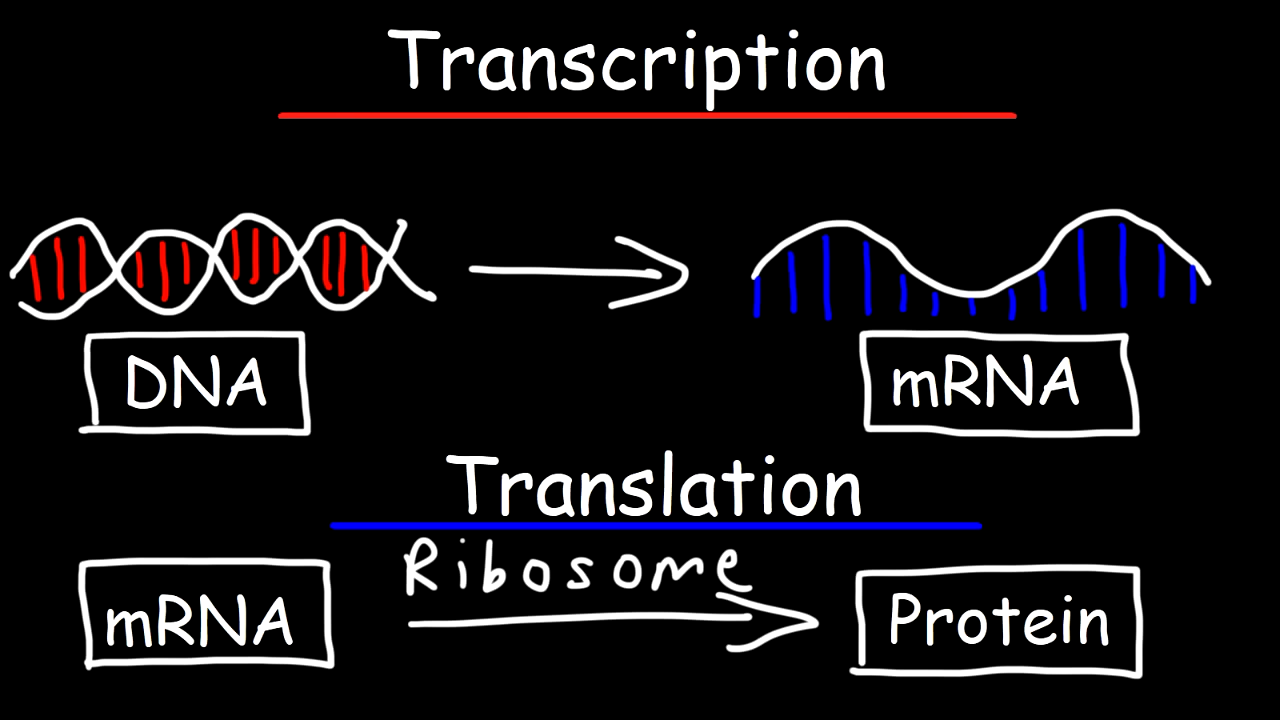 Transcription
DNA
mRNA
Translation
Ribosome
mRNA
Protein